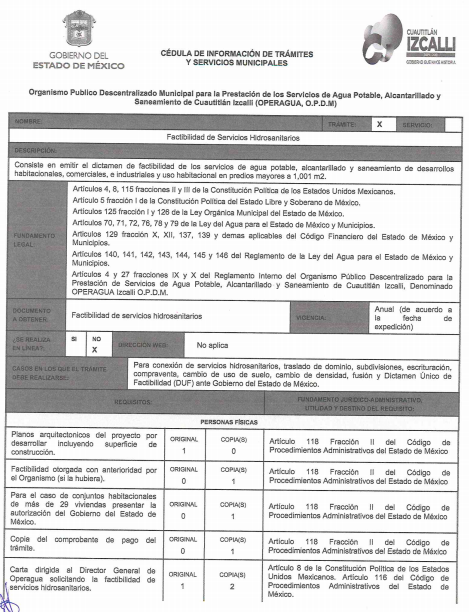 GOBIERNO DEL
ESTADO DE MÉXICO
CÉDULA DE INFORMACIÓN DE TRÁMITES
Y SERVICIOS MUNICIPALES
CUAUTITLÁN
IZCALLI
Organismo Publico Descentralizado Municipal para la Prestación de los Servicios de Agua Potable, Alcantarillado y
Saneamiento de Cuautitlán Izcalli (OPERAGUA, O.P.D.M)
NOMBRE: TRÁMITE: X SERVICIO:
Factibilidad de Servicios Hidrosanitarios
DESCRIPCIÓN:
Consiste en emitir el dictamen de factibilidad de los servicios de agua potable, alcantarillado y saneamiento de desarrollos
habitacionales, comerciales, e industriales y uso habitacional en predios mayores a 1,001 m2.
FUNDAMENTO
LEGAL:
Artículos 4, 8, 115 fracciones II y III de la Constitución Política de los Estados Unidos Mexicanos.
Artículo 5 fracción I de la Constitución Política del Estado Libre y Soberano de México.
Artículos 125 fracción I y 126 de la Ley Orgánica Municipal del Estado de México.
Artículos 70, 71, 72, 76, 78 y 79 de la Ley del Agua para el Estado de México y Municipios.
Artículos 129 fracción X, XII, 137, 139 y demas aplicables del Código Financiero del Estado de México y
Municipios.
Artículos 140, 141, 142, 143, 144, 145 y 146 del Reglamento de la Ley del Agua para el Estado de México y
Municipios.
Artículos 4 y 27 fracciones IX y X del Reglamento Interno del Organismo Público Descentralizado para la
Prestación de Servicios de Agua Potable, Alcantarillado y Saneamiento de Cuautitlán Izcalli, Denominado
OPERAGUA Izcalli O.P.D.M.
DOCUMENTO
A OBTENER:
Factibilidad de servicios hidrosanitarios
VIGENCIA:
Anual (de acuerdo a
la fecha de
expedición)
¿SE REALIZA
EN LÍNEA?:
SI NO
X
DIRECCIÓN WEB: No aplica
CASOS EN LOS QUE EL TRÁMITE
DEBE REALIZARSE:
Para conexión de servicios hidrosanitarios, traslado de dominio, subdivisiones, escrituración,
compraventa, cambio de uso de suelo, cambio de densidad, fusión y Dictamen Único de
Factibilidad (DUF) ante Gobierno del Estado de México.
REQUISITOS:
FUNDAMENTO JURÍDICO-ADMINISTRATIVO:
UTILIDAD Y DESTINO DEL REQUISITO:
PERSONAS FÍSICAS
Planos arquitectonicos del proyecto por
desarrollar incluyendo superficie de
construcción.
ORIGINAL COPIA(S)
1 0
Artículo 118 Fracción II del Código de
Procedimientos Administrativos del Estado de México
Factibilidad otorgada con anterioridad por
el Organismo (si la hubiera).
ORIGINAL COPIA(S)
0 1
Artículo 118 Fracción II del Código de
Procedimientos Administrativos del Estado de México
Para el caso de conjuntos habitacionales
de más de 29 viviendas presentar la
autorización del Gobierno del Estado de
México.
ORIGINAL COPIA(S)
0 1
Artículo 118 Fracción II del Código de
Procedimientos Administrativos del Estado de México
Copia del comprobante de pago del
trámite.
ORIGINAL COPIA(S)
0 1
Artículo 118 Fracción II del Código de
Procedimientos Administrativos del Estado de México
Carta dirigida al Director General de
Operague solicitando la factibilidad de
servicios hidrosanitarios.
ORIGINAL COPIA(S)
1 2
Artículo 8 de la Constitución Politica de los Estados
Unidos Mexicanos. Artículo 116 del Código de
Procedimientos Administrativos del Estado de
México.